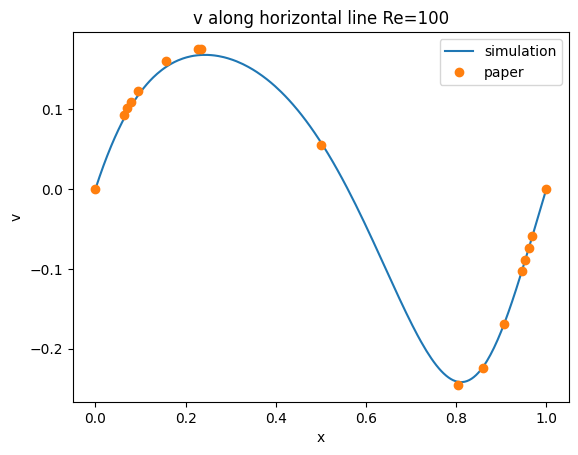 v along horizontal line Re=100
simulation
paper
0.1
0.0
−0.1
−0.2
v
0.0 0.2 0.4 0.6 0.8 1.0
x